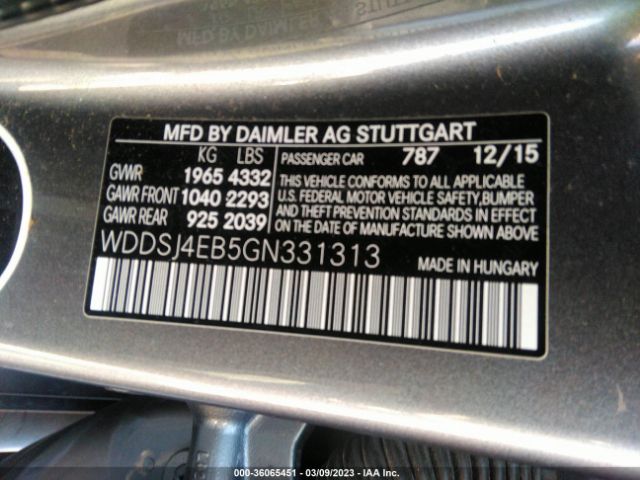 MFD BY DAIMLER AG STUTTGART
KG LBS
GVWR 1965 4332
GAWR FRONT 1040 2293
GAWR REAR 925 2039
PASSENGER CAR 787 12/15
THIS VEHICLE CONFORMS TO ALL APPLICABLE
U.S. FEDERAL MOTOR VEHICLE SAFETY, BUMPER
AND THEFT PREVENTION STANDARDS IN EFFECT
ON THE DATE OF MANUFACTURE SHOWN ABOVE.
WDDSJ4EB5GN331313
MADE IN HUNGARY
000-36065451 | 03/09/2023 | IAA Inc.